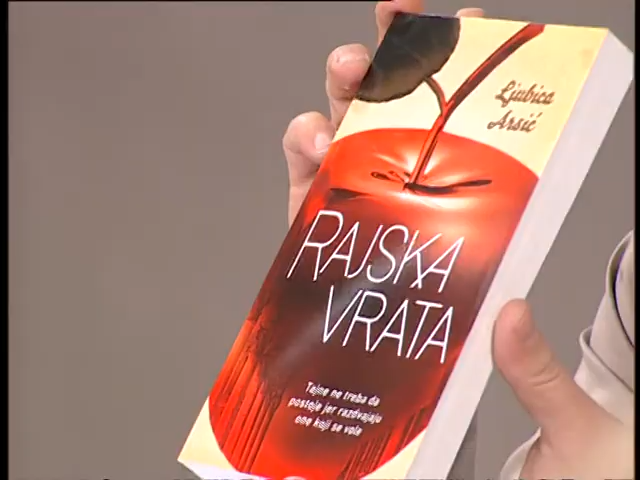 Ljubica
Arsić
RAJSKA
VRATA
Tajne ne treba da
postoje jer razdvajaju
one koji se vole